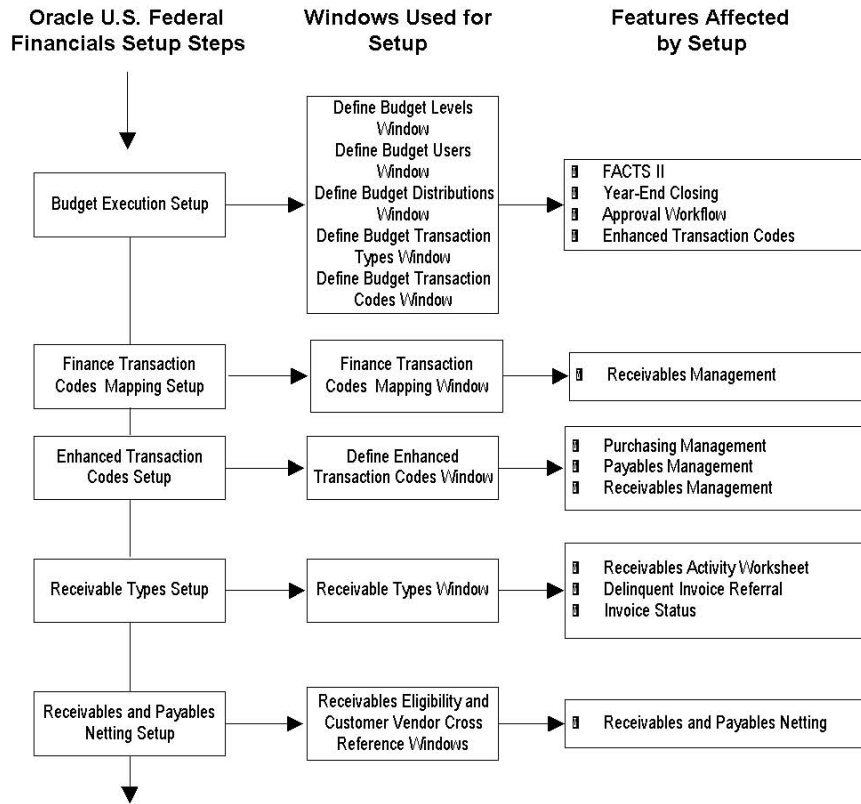 Oracle U.S. Federal
Financials Setup Steps
Windows Used for
Setup
Features Affected
by Setup
Budget Execution Setup
Define Budget Levels
Window
Define Budget Users
Window
Define Budget Distributions
Window
Define Budget Transaction
Types Window
Define Budget Transaction
Codes Window
FACTS II
Year-End Closing
Approval Workflow
Enhanced Transaction Codes
Finance Transaction
Codes Mapping Setup
Finance Transaction
Codes Mapping Window
Receivables Management
Enhanced Transaction
Codes Setup
Define Enhanced
Transaction Codes Window
Purchasing Management
Payables Management
Receivables Management
Receivable Types Setup
Receivable Types Window
Receivables Activity Worksheet
Delinquent Invoice Referral
Invoice Status
Receivables and Payables
Netting Setup
Receivables Eligibility and
Customer Vendor Cross
Reference Windows
Receivables and Payables Netting